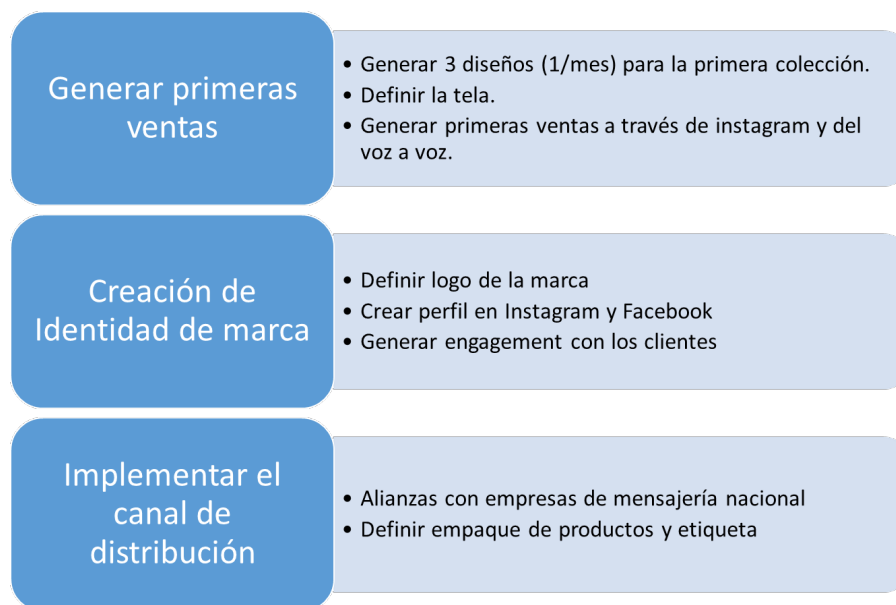 Generar primeras
ventas
• Generar 3 diseños (1/mes) para la primera colección.
• Definir la tela.
• Generar primeras ventas a través de instagram y del
voz a voz.
Creación de
Identidad de marca
• Definir logo de la marca
• Crear perfil en Instagram y Facebook
• Generar engagement con los clientes
Implementar el
canal de
distribución
• Alianzas con empresas de mensajería nacional
• Definir empaque de productos y etiqueta